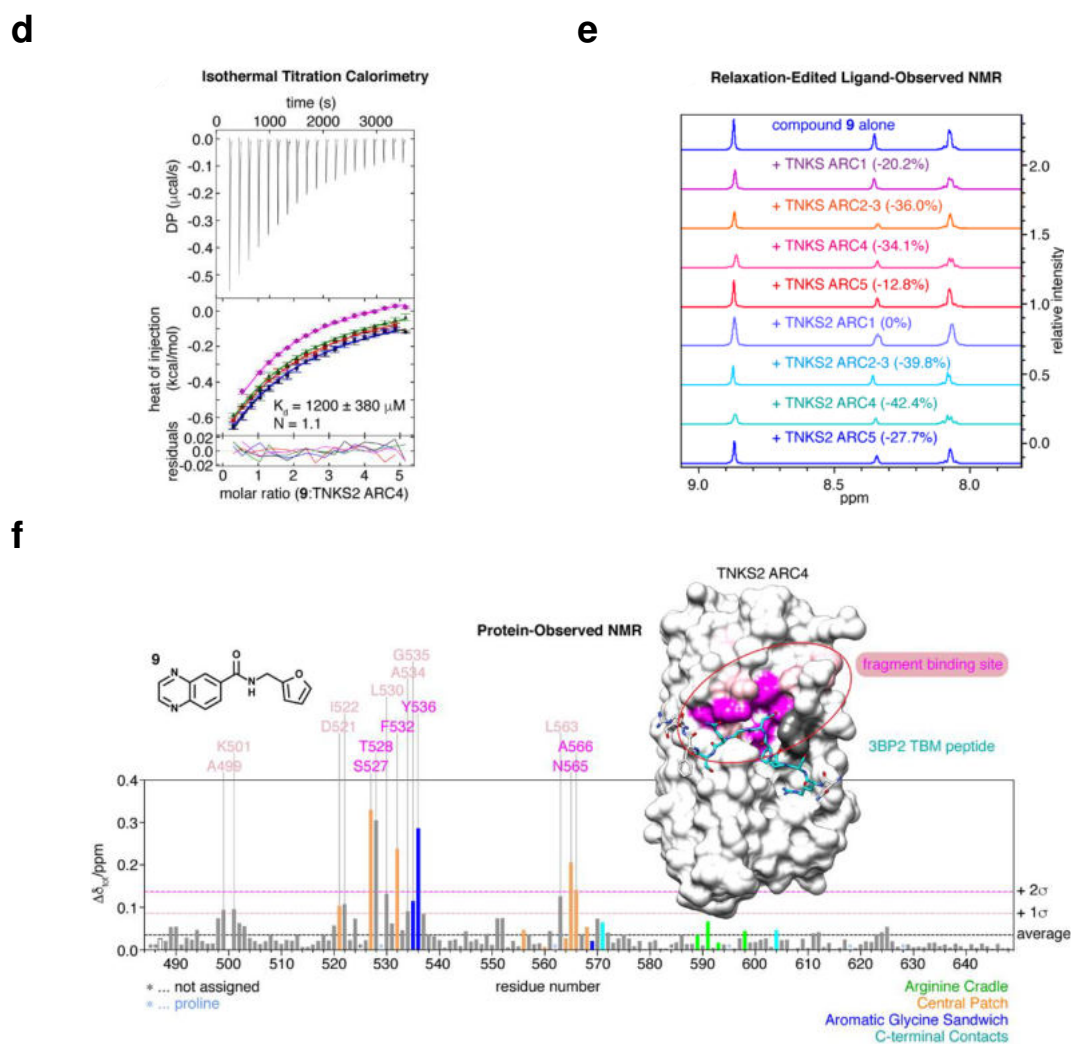 d
Isothermal Titration Calorimetry
time (s)
0 1000 2000 3000
0.0
-0.1
-0.2
-0.3
-0.4
-0.5
DP (µcal/s)
0.0
-0.2
-0.4
-0.6
heat of injection
(kcal/mol)
Kd = 1200 ± 380 µM
N = 1.1
0.02
0.0
-0.02
residuals
0 1 2 3 4 5
molar ratio (9:TNKS2 ARC4)
e
Relaxation-Edited Ligand-Observed NMR
compound 9 alone
+ TNKS ARC1 (-20.2%)
+ TNKS ARC2-3 (-36.0%)
+ TNKS ARC4 (-34.1%)
+ TNKS ARC5 (-12.8%)
+ TNKS2 ARC1 (0%)
+ TNKS2 ARC2-3 (-39.8%)
+ TNKS2 ARC4 (-42.4%)
+ TNKS2 ARC5 (-27.7%)
2.0
1.5
1.0
0.5
0.0
relative intensity
9.0 8.5 8.0
ppm
f
TNKS2 ARC4
Protein-Observed NMR
fragment binding site
3BP2 TBM peptide
9
N
N
O
N
H
O
G535
A534
L530
I522 Y536
D521 F532 L563
K501 T528 A566
A499 S527 N565
0.4
0.3
0.2
0.1
0.0
Δδtot/ppm
+ 2σ
+ 1σ
average
490 500 510 520 530 540 550 560 570 580 590 600 610 620 630 640
residue number
* ... not assigned
* ... proline
Arginine Cradle
Central Patch
Aromatic Glycine Sandwich
C-terminal Contacts